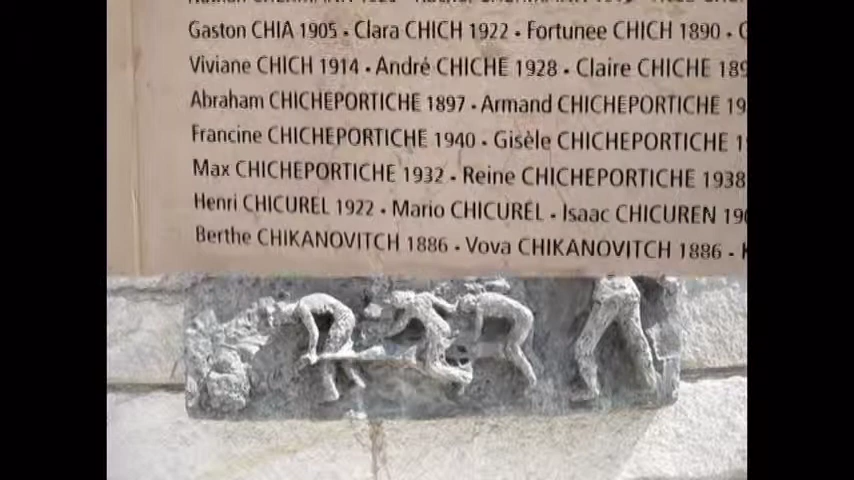 Gaston CHIA 1905 • Clara CHICH 1922 • Fortunee CHICH 1890 •
Viviane CHICH 1914 • André CHICHE 1928 • Claire CHICHE
Abraham CHICHEPORTICHE 1897 • Armand CHICHEPORTICHE
Francine CHICHEPORTICHE 1940 • Gisèle CHICHEPORTICHE
Max CHICHEPORTICHE 1932 • Reine CHICHEPORTICHE 1938
Henri CHICUREL 1922 • Mario CHICUREL • Isaac CHICUREN
Berthe CHIKANOVITCH 1886 • Vova CHIKANOVITCH 1886 •